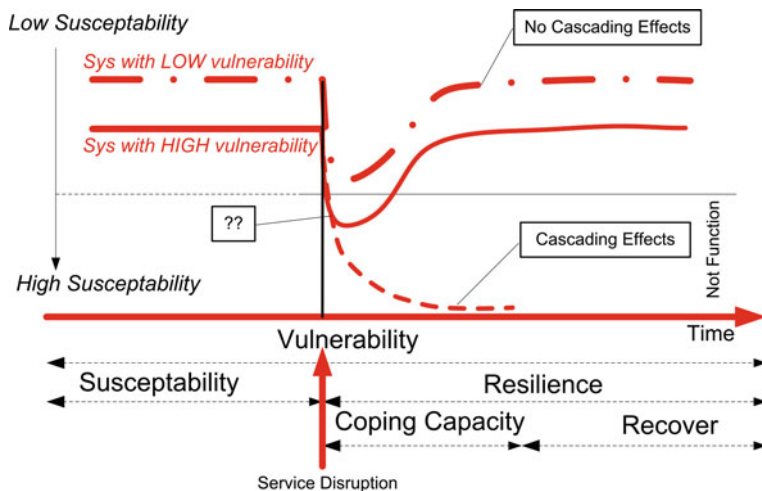 Low Susceptability
No Cascading Effects
Sys with LOW vulnerability
Sys with HIGH vulnerability
??
Cascading Effects
Not Function
High Susceptability
Time
Vulnerability
Susceptability
Resilience
Coping Capacity
Recover
Service Disruption